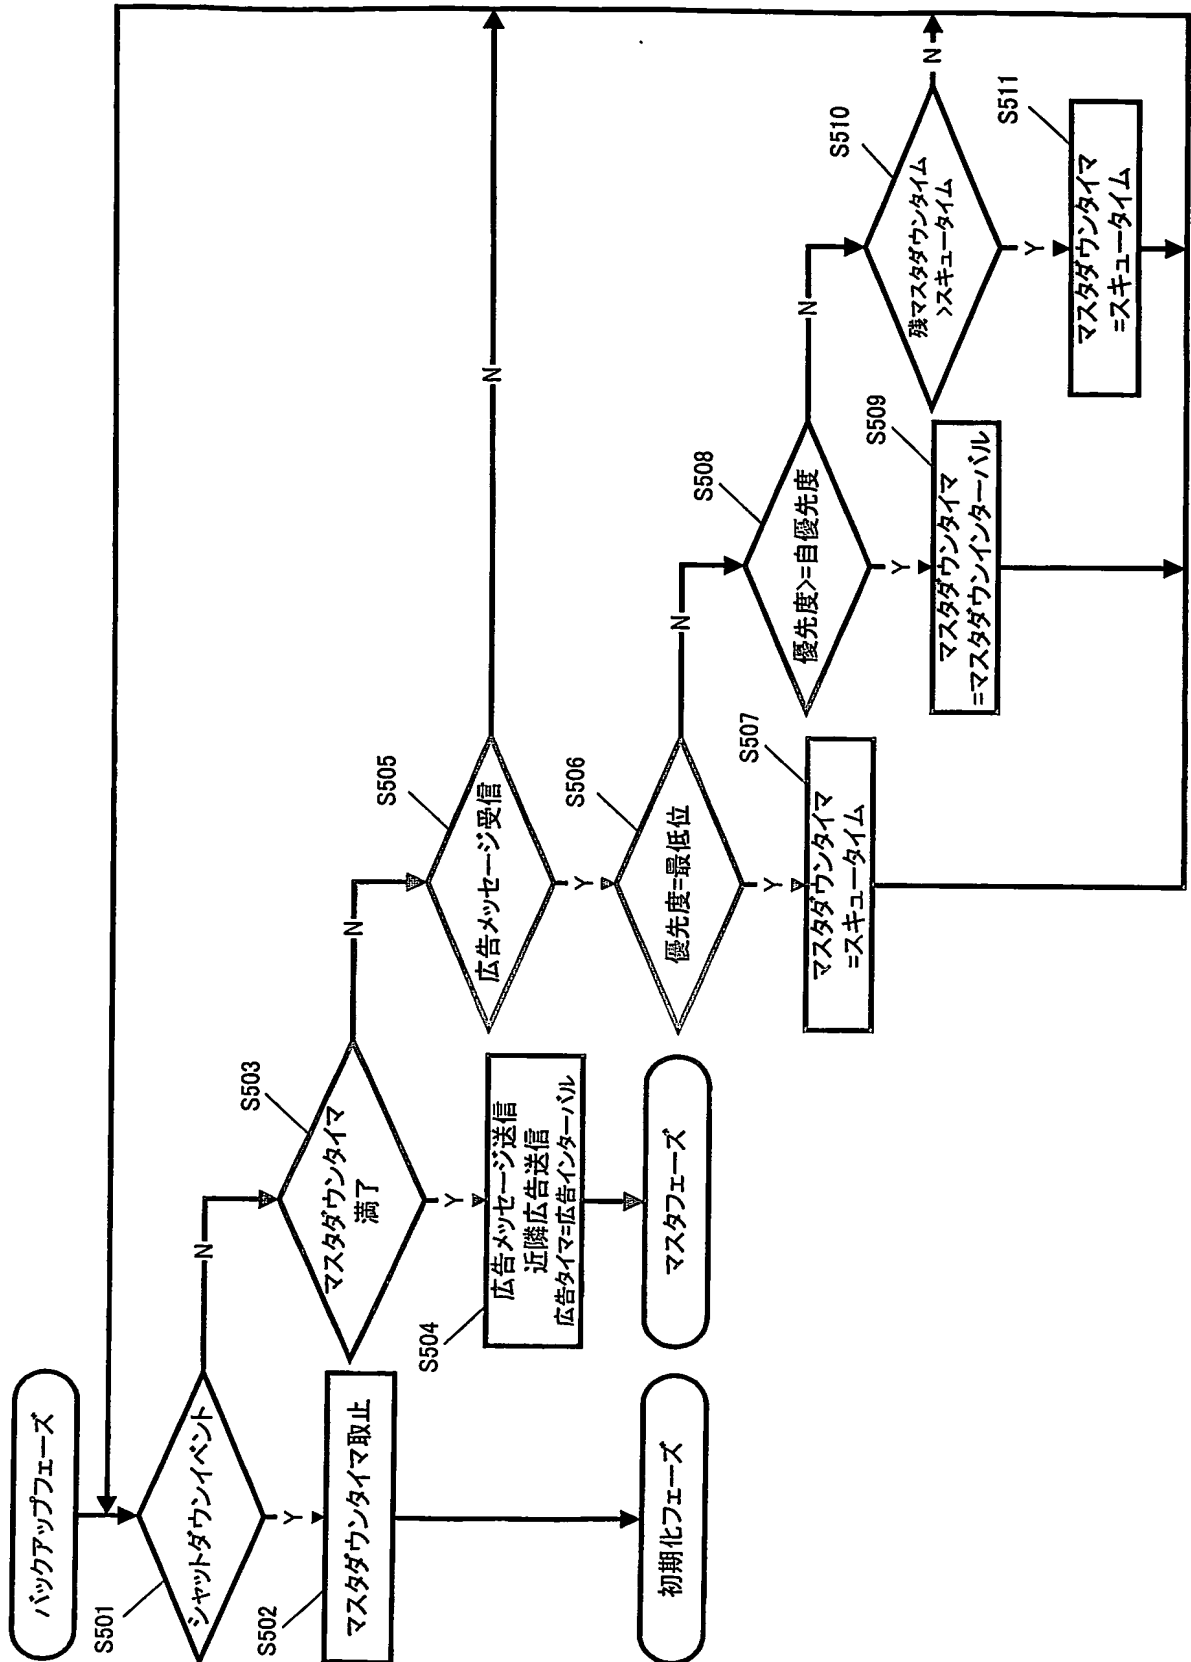 バックアップフェーズ
S501
シャットダウンイベント
N
Y
S502
マスタダウンタイマ取止
初期化フェーズ
S503
マスタダウンタイマ
満了
N
Y
S504
広告メッセージ送信
近隣広告送信
広告タイマ=広告インターバル
マスタフェーズ
S505
広告メッセージ受信
N
Y
S506
優先度=最低位
N
Y
S507
マスタダウンタイマ
=スキュータイム
S508
優先度>=自優先度
N
Y
S509
マスタダウンタイマ
=マスタダウンインターバル
S510
残マスタダウンタイム
>スキュータイム
N
Y
S511
マスタダウンタイマ
=スキュータイム